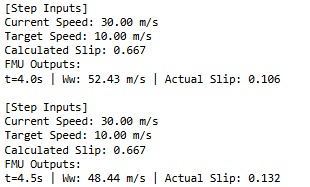 [Step Inputs]
Current Speed: 30.00 m/s
Target Speed: 10.00 m/s
Calculated Slip: 0.667
FMU Outputs:
t=4.0s | Ww: 52.43 m/s | Actual Slip: 0.106
[Step Inputs]
Current Speed: 30.00 m/s
Target Speed: 10.00 m/s
Calculated Slip: 0.667
FMU Outputs:
t=4.5s | Ww: 48.44 m/s | Actual Slip: 0.132